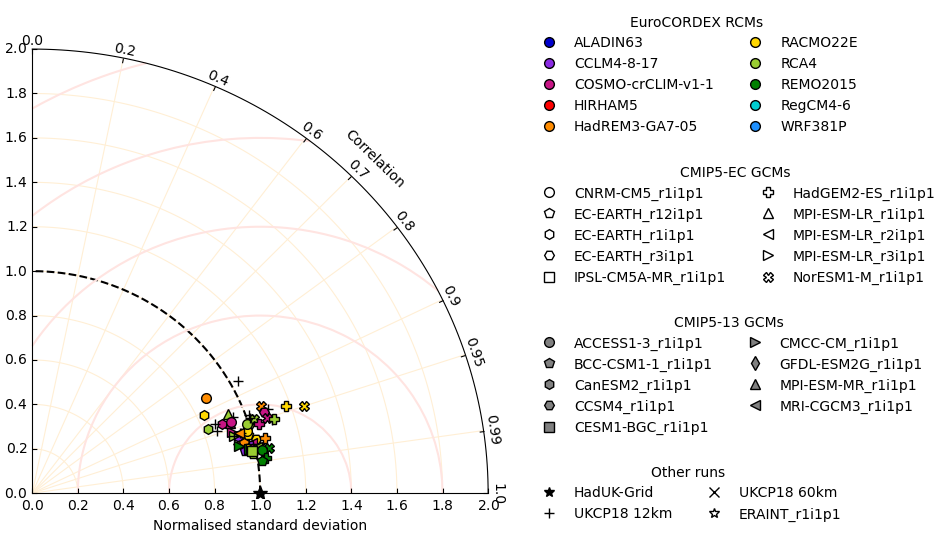 EuroCORDEX RCMs
ALADIN63 RACMO22E
CCLM4-8-17 RCA4
COSMO-crCLIM-v1-1 REMO2015
HIRHAM5 RegCM4-6
HadREM3-GA7-05 WRF381P
CMIP5-EC GCMs
CNRM-CM5_r1i1p1 HadGEM2-ES_r1i1p1
EC-EARTH_r12i1p1 MPI-ESM-LR_r1i1p1
EC-EARTH_r1i1p1 MPI-ESM-LR_r2i1p1
EC-EARTH_r3i1p1 MPI-ESM-LR_r3i1p1
IPSL-CM5A-MR_r1i1p1 NorESM1-M_r1i1p1
CMIP5-13 GCMs
ACCESS1-3_r1i1p1 CMCC-CM_r1i1p1
BCC-CSM1-1_r1i1p1 GFDL-ESM2G_r1i1p1
CanESM2_r1i1p1 MPI-ESM-MR_r1i1p1
CCSM4_r1i1p1 MRI-CGCM3_r1i1p1
CESM1-BGC_r1i1p1
Other runs
HadUK-Grid UKCP18 60km
UKCP18 12km ERAINT_r1i1p1
0.0
0.2
0.4
0.6
0.7
0.8
0.9
0.95
0.99
1.0
Correlation
2.0
1.8
1.6
1.4
1.2
1.0
0.8
0.6
0.4
0.2
0.0
0.0 0.2 0.4 0.6 0.8 1.0 1.2 1.4 1.6 1.8 2.0
Normalised standard deviation